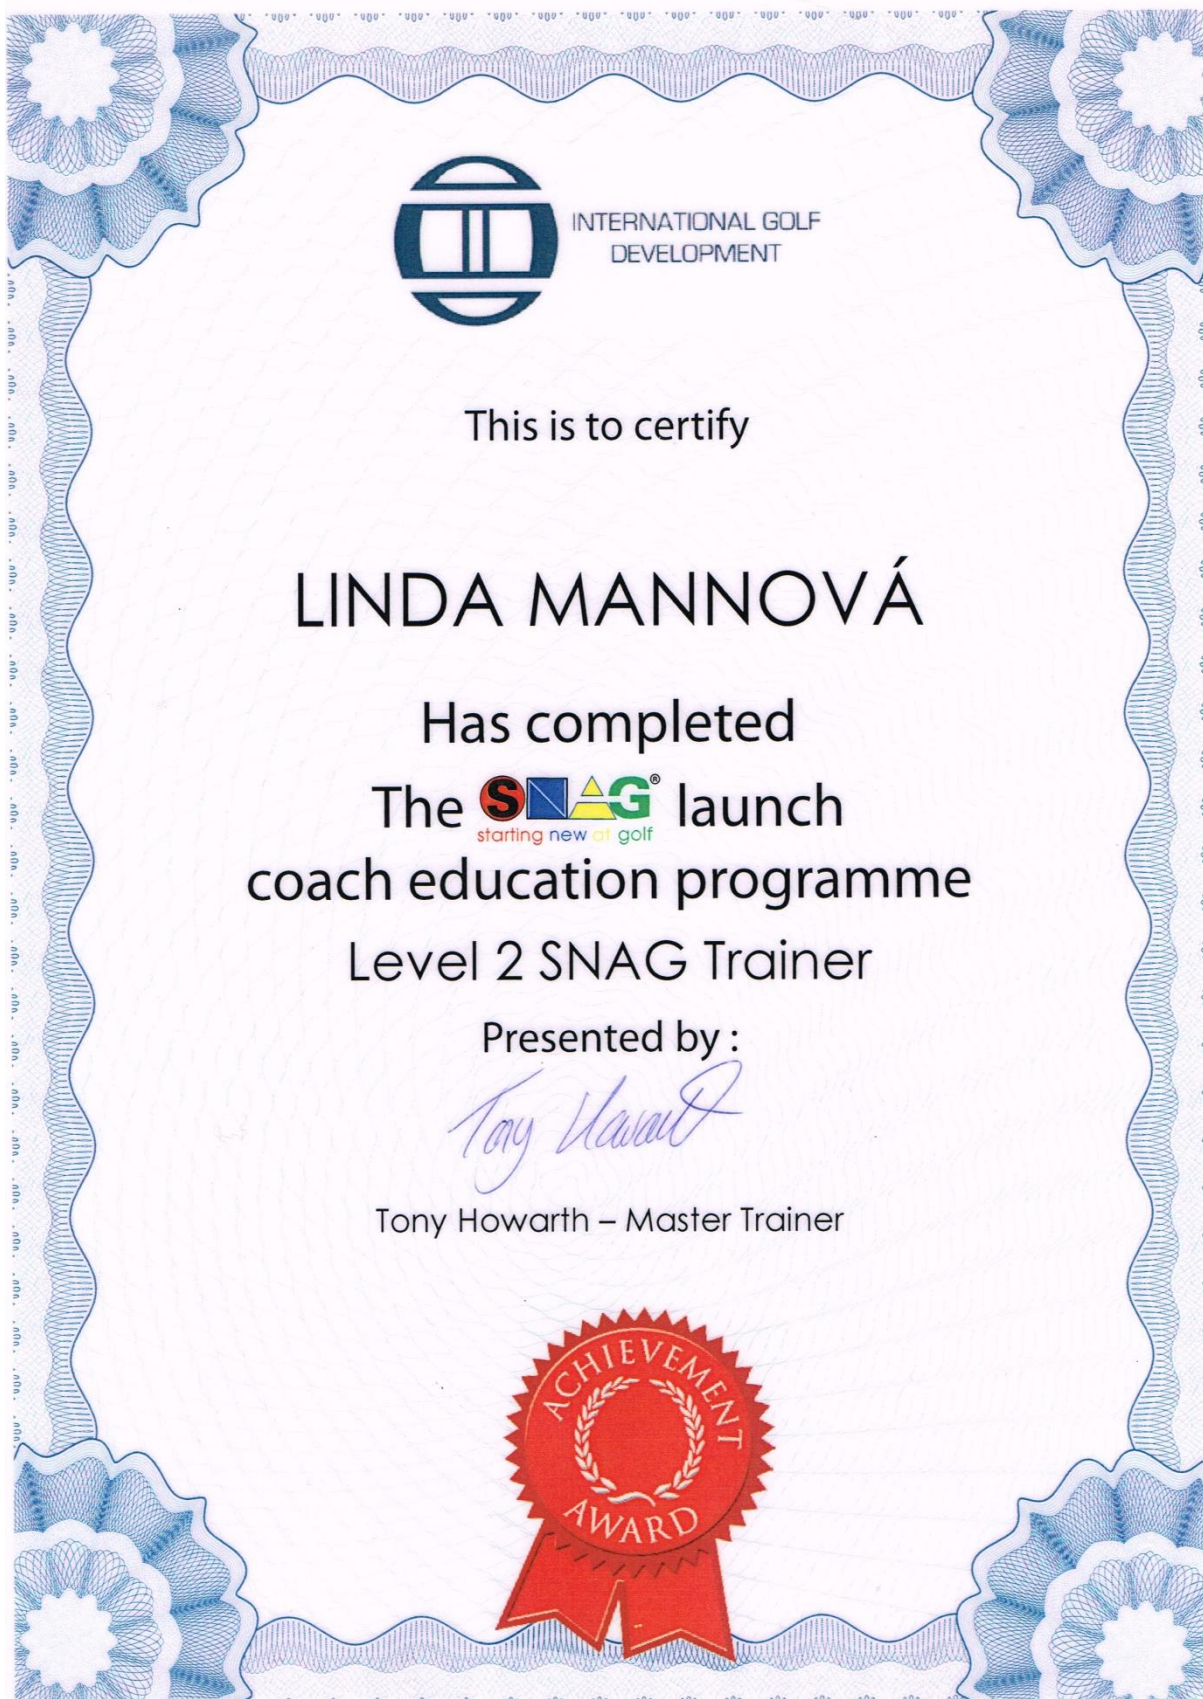 INTERNATIONAL GOLF
DEVELOPMENT
This is to certify
LINDA MANNOVÁ
Has completed
The SNAG® launch
starting new at golf
coach education programme
Level 2 SNAG Trainer
Presented by :
Tony Howarth
Tony Howarth – Master Trainer
ACHIEVEMENT
AWARD